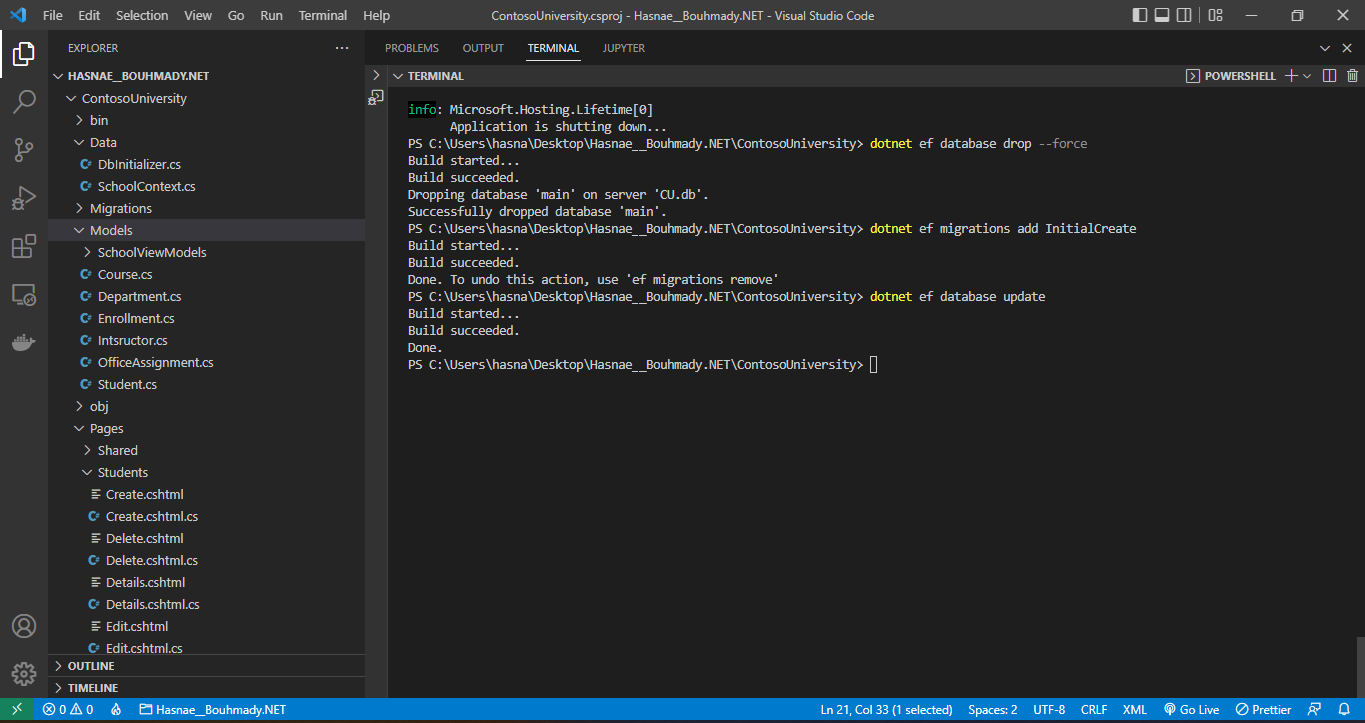 File Edit Selection View Go Run Terminal Help ContosoUniversity.csproj - Hasnae__Bouhmady.NET - Visual Studio Code
EXPLORER
HASNAE__BOUHMADY.NET
ContosoUniversity
bin
Data
DbInitializer.cs
SchoolContext.cs
Migrations
Models
SchoolViewModels
Course.cs
Department.cs
Enrollment.cs
Intsructor.cs
OfficeAssignment.cs
Student.cs
obj
Pages
Shared
Students
Create.cshtml
Create.cshtml.cs
Delete.cshtml
Delete.cshtml.cs
Details.cshtml
Details.cshtml.cs
Edit.cshtml
Edit.cshtml.cs
OUTLINE
TIMELINE
PROBLEMS OUTPUT TERMINAL JUPYTER
TERMINAL POWERSHELL
info: Microsoft.Hosting.Lifetime[0]
Application is shutting down...
PS C:\Users\hasna\Desktop\Hasnae__Bouhmady.NET\ContosoUniversity> dotnet ef database drop --force
Build started...
Build succeeded.
Dropping database 'main' on server 'CU.db'.
Successfully dropped database 'main'.
PS C:\Users\hasna\Desktop\Hasnae__Bouhmady.NET\ContosoUniversity> dotnet ef migrations add InitialCreate
Build started...
Build succeeded.
Done. To undo this action, use 'ef migrations remove'
PS C:\Users\hasna\Desktop\Hasnae__Bouhmady.NET\ContosoUniversity> dotnet ef database update
Build started...
Build succeeded.
Done.
PS C:\Users\hasna\Desktop\Hasnae__Bouhmady.NET\ContosoUniversity>
0 0 Hasnae__Bouhmady.NET Ln 21, Col 33 (1 selected) Spaces: 2 UTF-8 CRLF XML Go Live Prettier